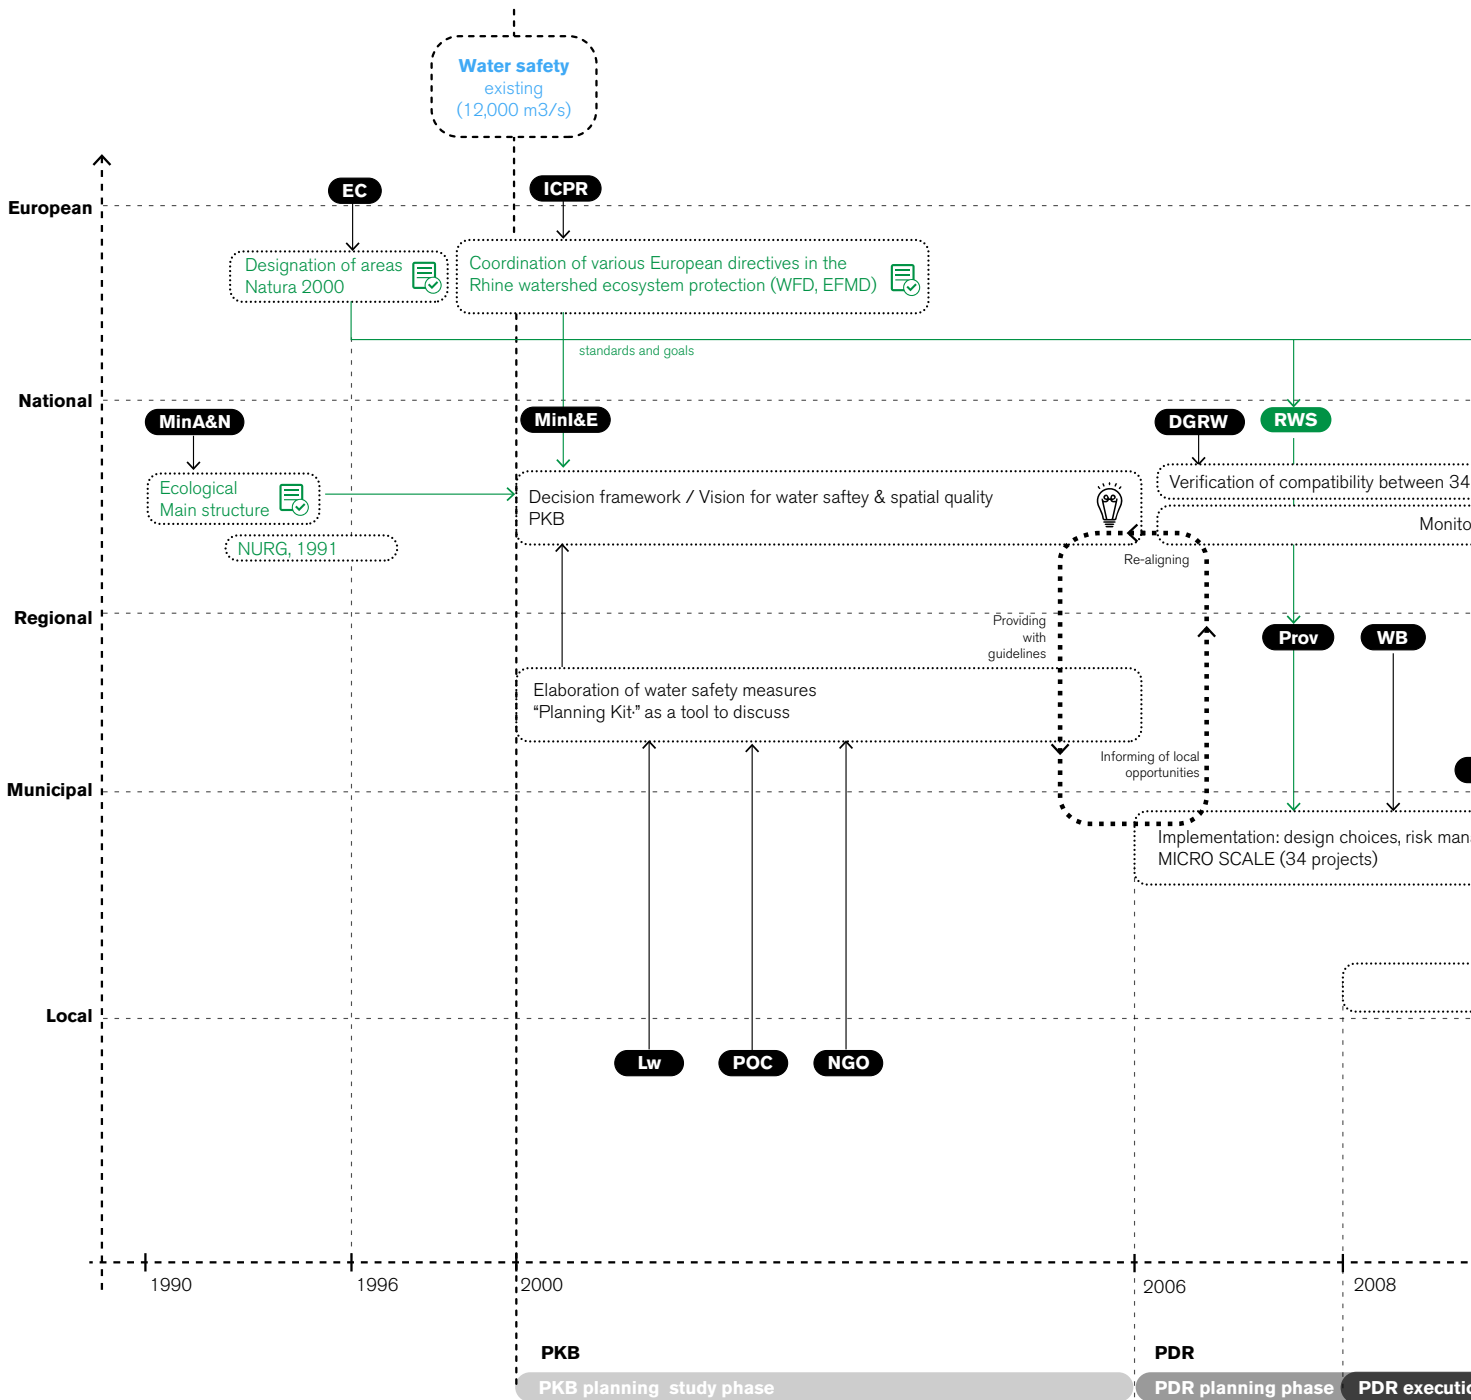 Water safety
existing
(12,000 m3/s)
European
EC
ICPR
Designation of areas
Natura 2000
Coordination of various European directives in the
Rhine watershed ecosystem protection (WFD, EFMD)
standards and goals
National
MinA&N
MinI&E
DGRW
RWS
Ecological
Main structure
NURG, 1991
Decision framework / Vision for water saftey & spatial quality
PKB
Verification of compatibility between 34
Monito
Re-aligning
Regional
Providing
with
guidelines
Prov
WB
Elaboration of water safety measures
“Planning Kit·” as a tool to discuss
Informing of local
opportunities
Municipal
Implementation: design choices, risk man
MICRO SCALE (34 projects)
Local
Lw
POC
NGO
1990
1996
2000
2006
2008
PKB
PDR
PKB planning study phase
PDR planning phase
PDR executio